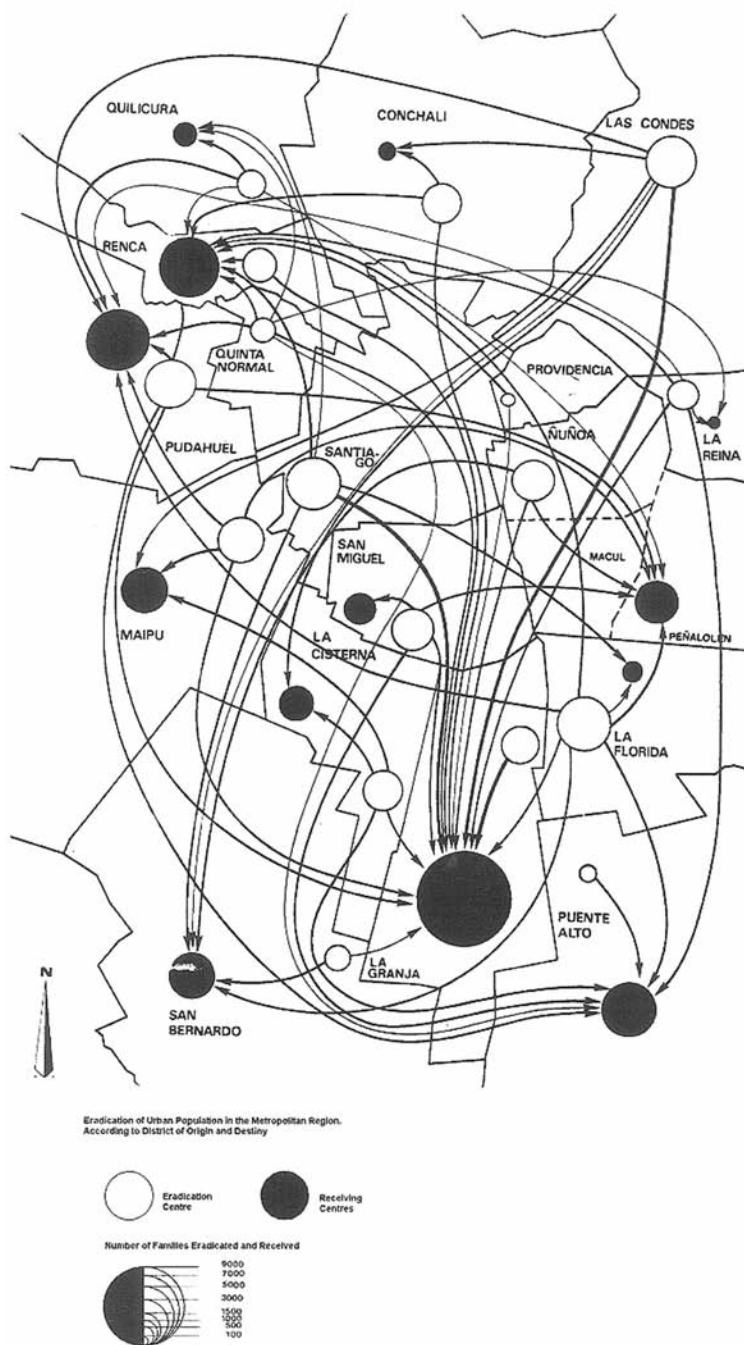 QUILICURA
CONCHALI
LAS CONDES
RENCA
QUINTA
NORMAL
PROVIDENCIA
PUDAHUEL
SANTIA-
GO
ÑUÑOA
LA
REINA
SAN
MIGUEL
MACUL
MAIPU
LA
CISTERNA
PEÑALOLEN
LA
FLORIDA
PUENTE
ALTO
LA
GRANJA
SAN
BERNARDO
N
Eradication of Urban Population in the Metropolitan Region.
According to District of Origin and Destiny
Eradication
Centre
Receiving
Centres
Number of Families Eradicated and Received
9000
7000
5000
3000
1500
1000
500
100